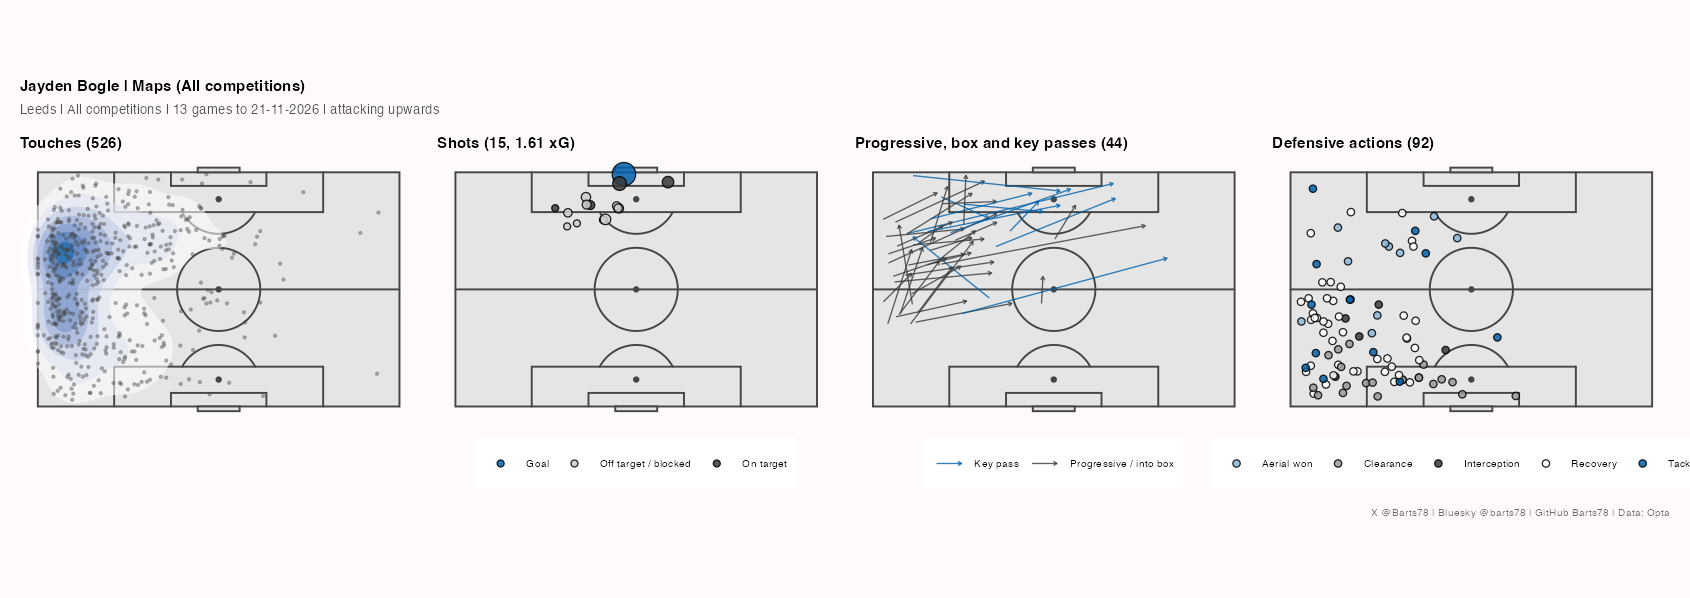 Jayden Bogle | Maps (All competitions)
Leeds | All competitions | 13 games to 21-11-2026 | attacking upwards
Touches (526)
Shots (15, 1.61 xG)
Progressive, box and key passes (44)
Defensive actions (92)
Goal
Off target / blocked
On target
Key pass
Progressive / into box
Aerial won
Clearance
Interception
Recovery
Tack
X @Barts78 | Bluesky @barts78 | GitHub Barts78 | Data: Opta